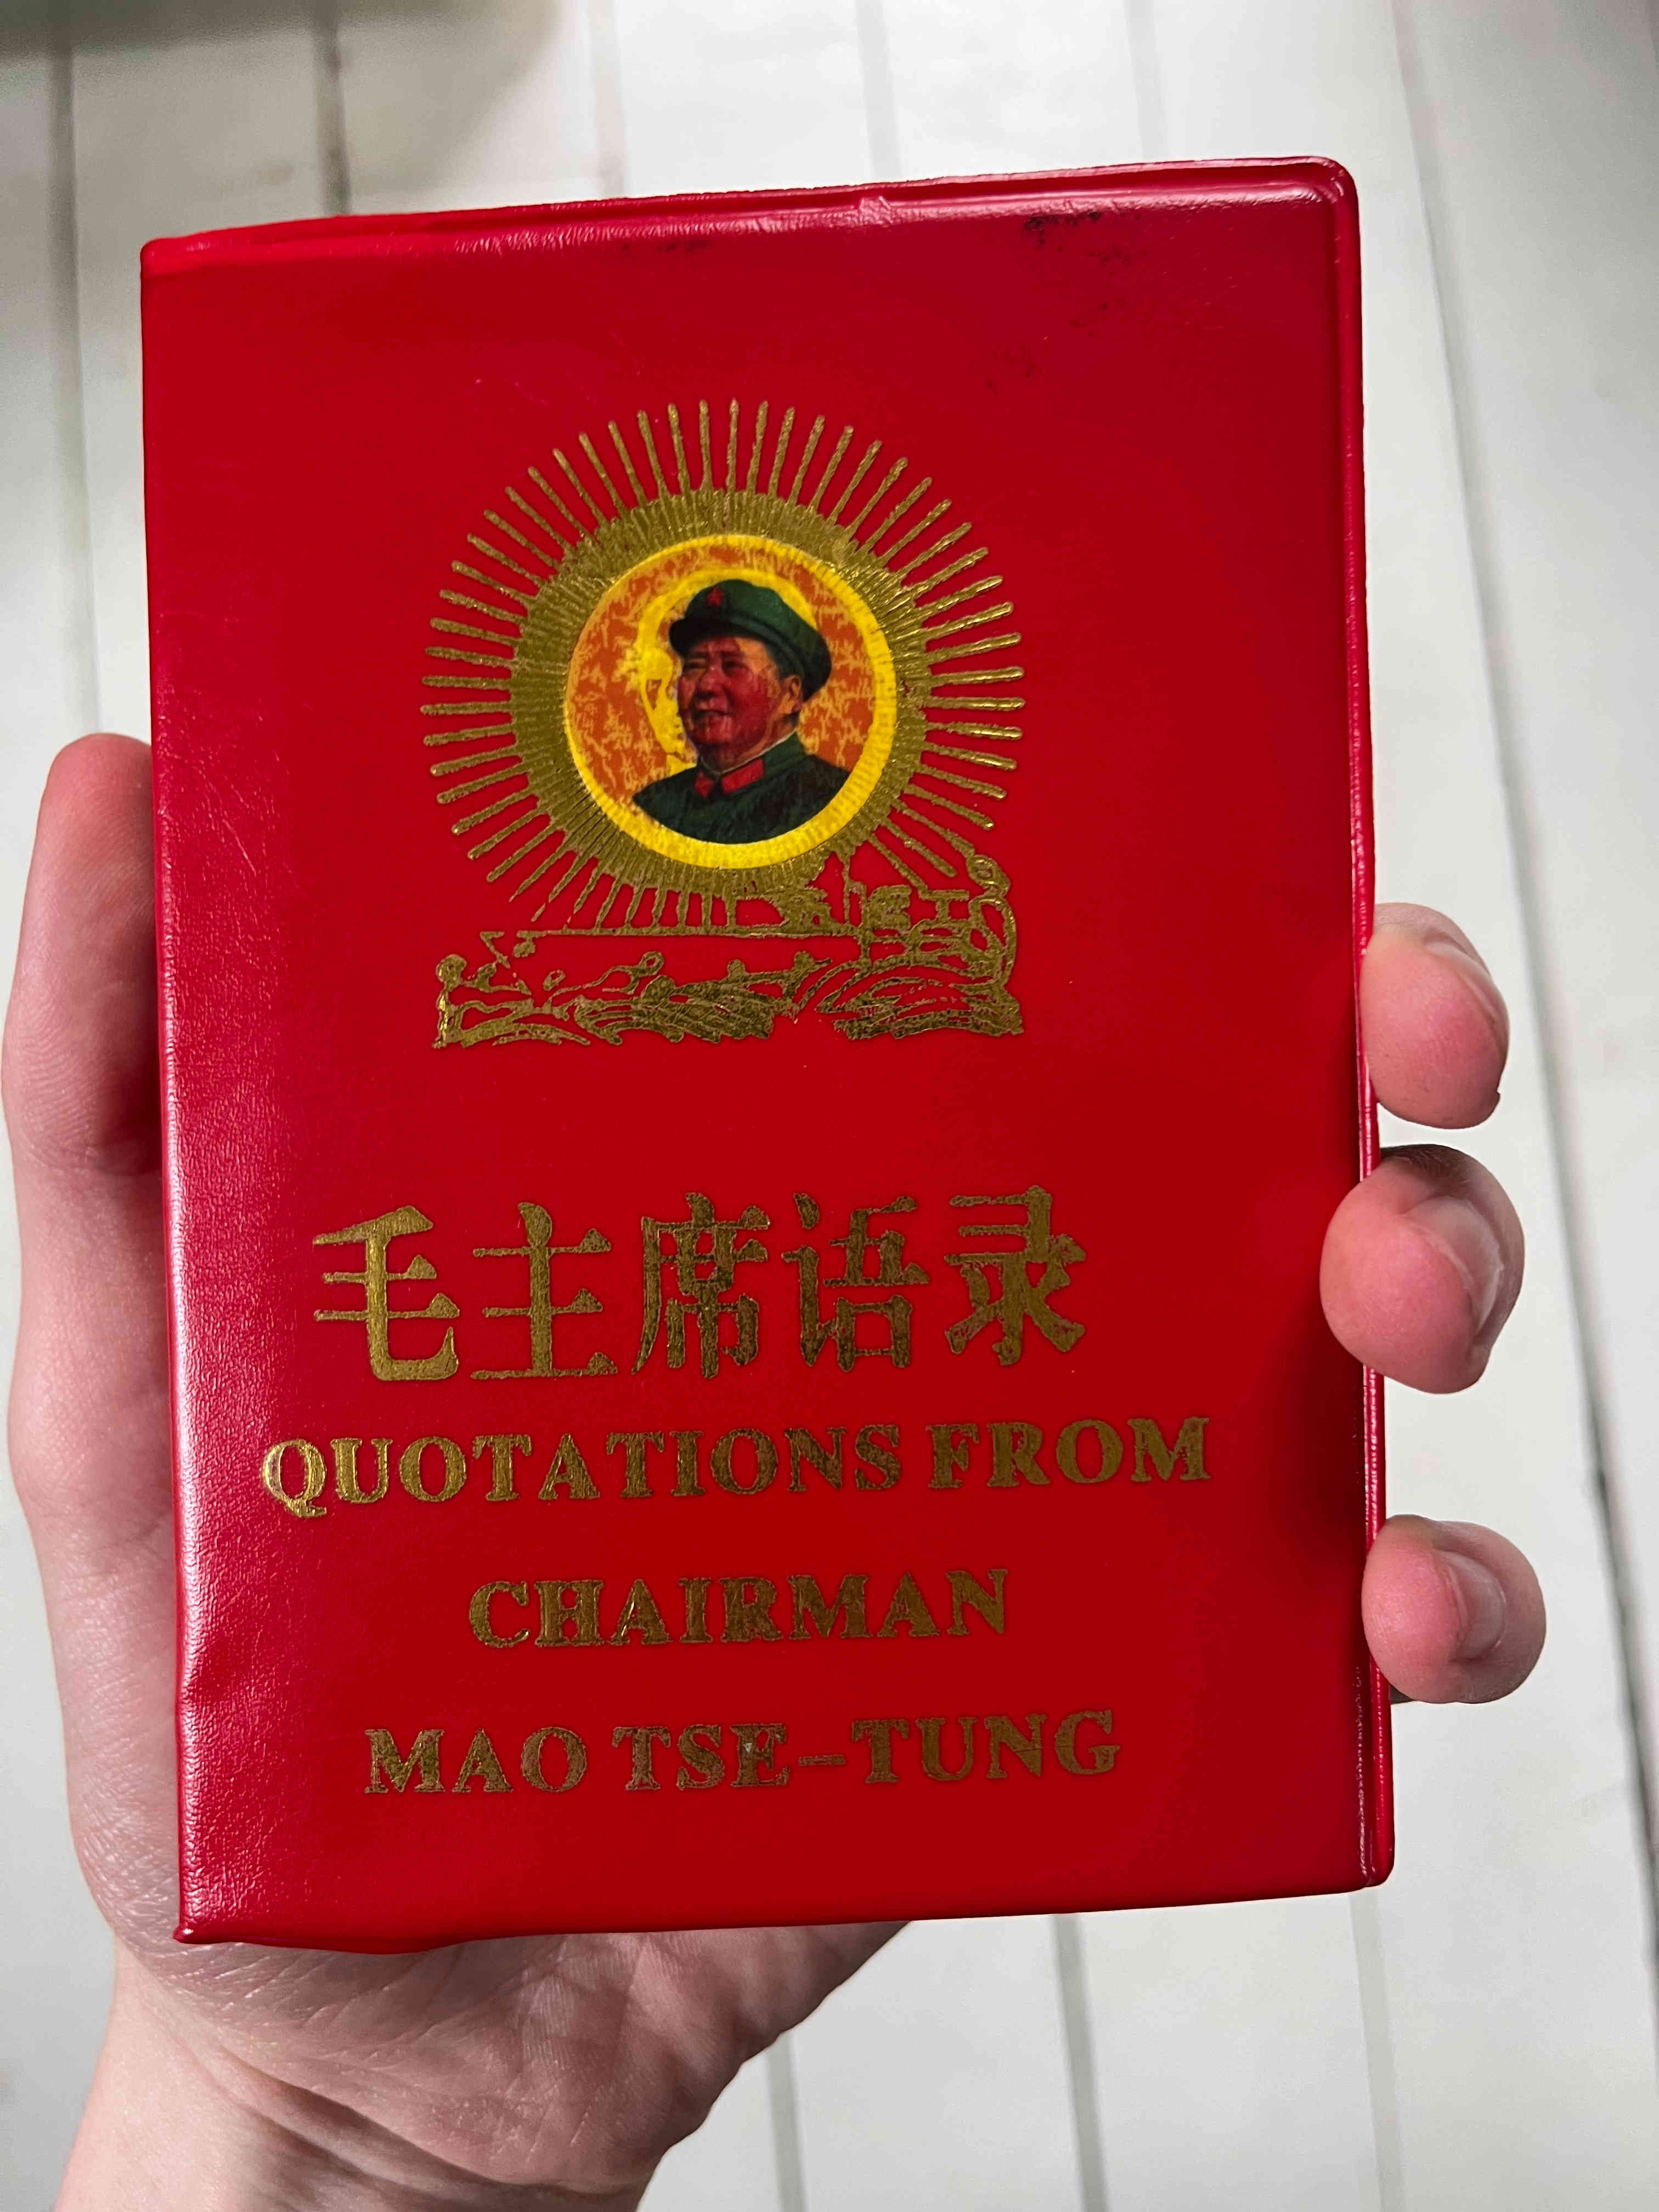 毛主席语录
QUOTATIONS FROM
CHAIRMAN
MAO TSE-TUNG